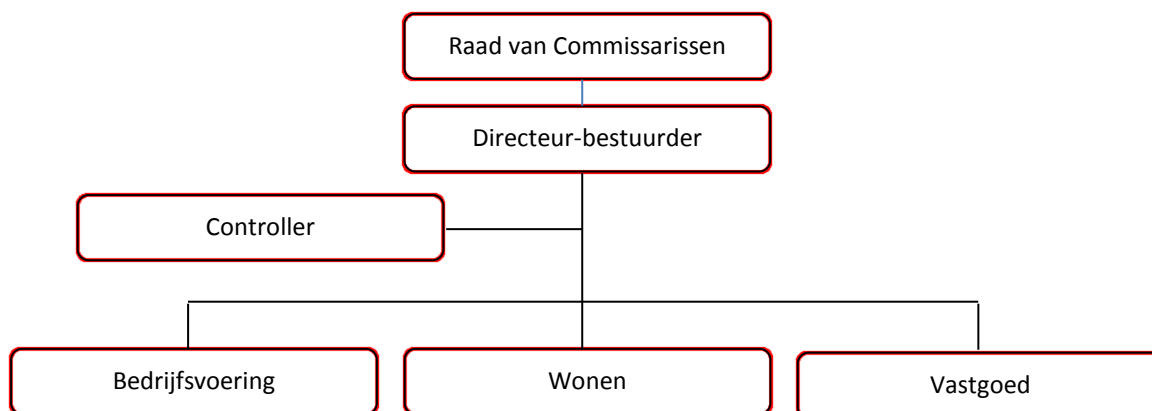 Raad van Commissarissen
Directeur-bestuurder
Controller
Bedrijfsvoering
Wonen
Vastgoed